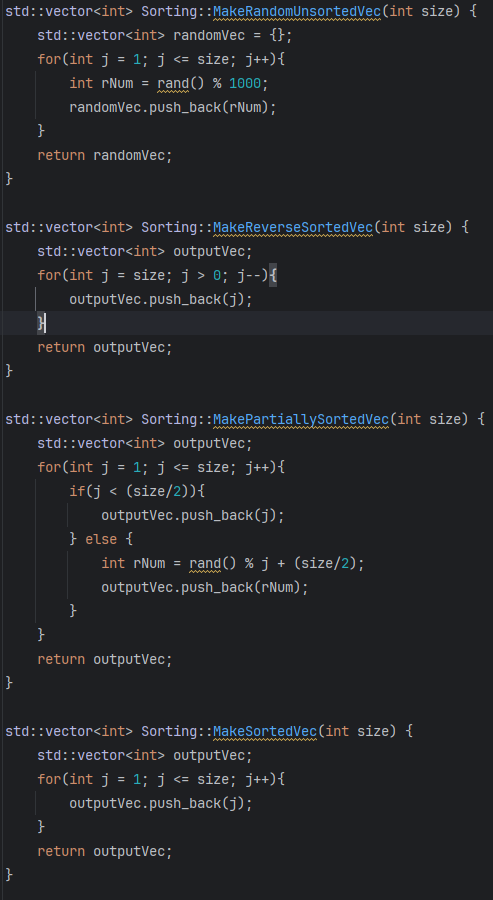 std::vector<int> Sorting::MakeRandomUnsortedVec(int size) {
    std::vector<int> randomVec = {};
    for(int j = 1; j <= size; j++){
        int rNum = rand() % 1000;
        randomVec.push_back(rNum);
    }
    return randomVec;
}

std::vector<int> Sorting::MakeReverseSortedVec(int size) {
    std::vector<int> outputVec;
    for(int j = size; j > 0; j--){
        outputVec.push_back(j);
    }
    return outputVec;
}

std::vector<int> Sorting::MakePartiallySortedVec(int size) {
    std::vector<int> outputVec;
    for(int j = 1; j <= size; j++){
        if(j < (size/2)){
            outputVec.push_back(j);
        } else {
            int rNum = rand() % j + (size/2);
            outputVec.push_back(rNum);
        }
    }
    return outputVec;
}

std::vector<int> Sorting::MakeSortedVec(int size) {
    std::vector<int> outputVec;
    for(int j = 1; j <= size; j++){
        outputVec.push_back(j);
    }
    return outputVec;
}